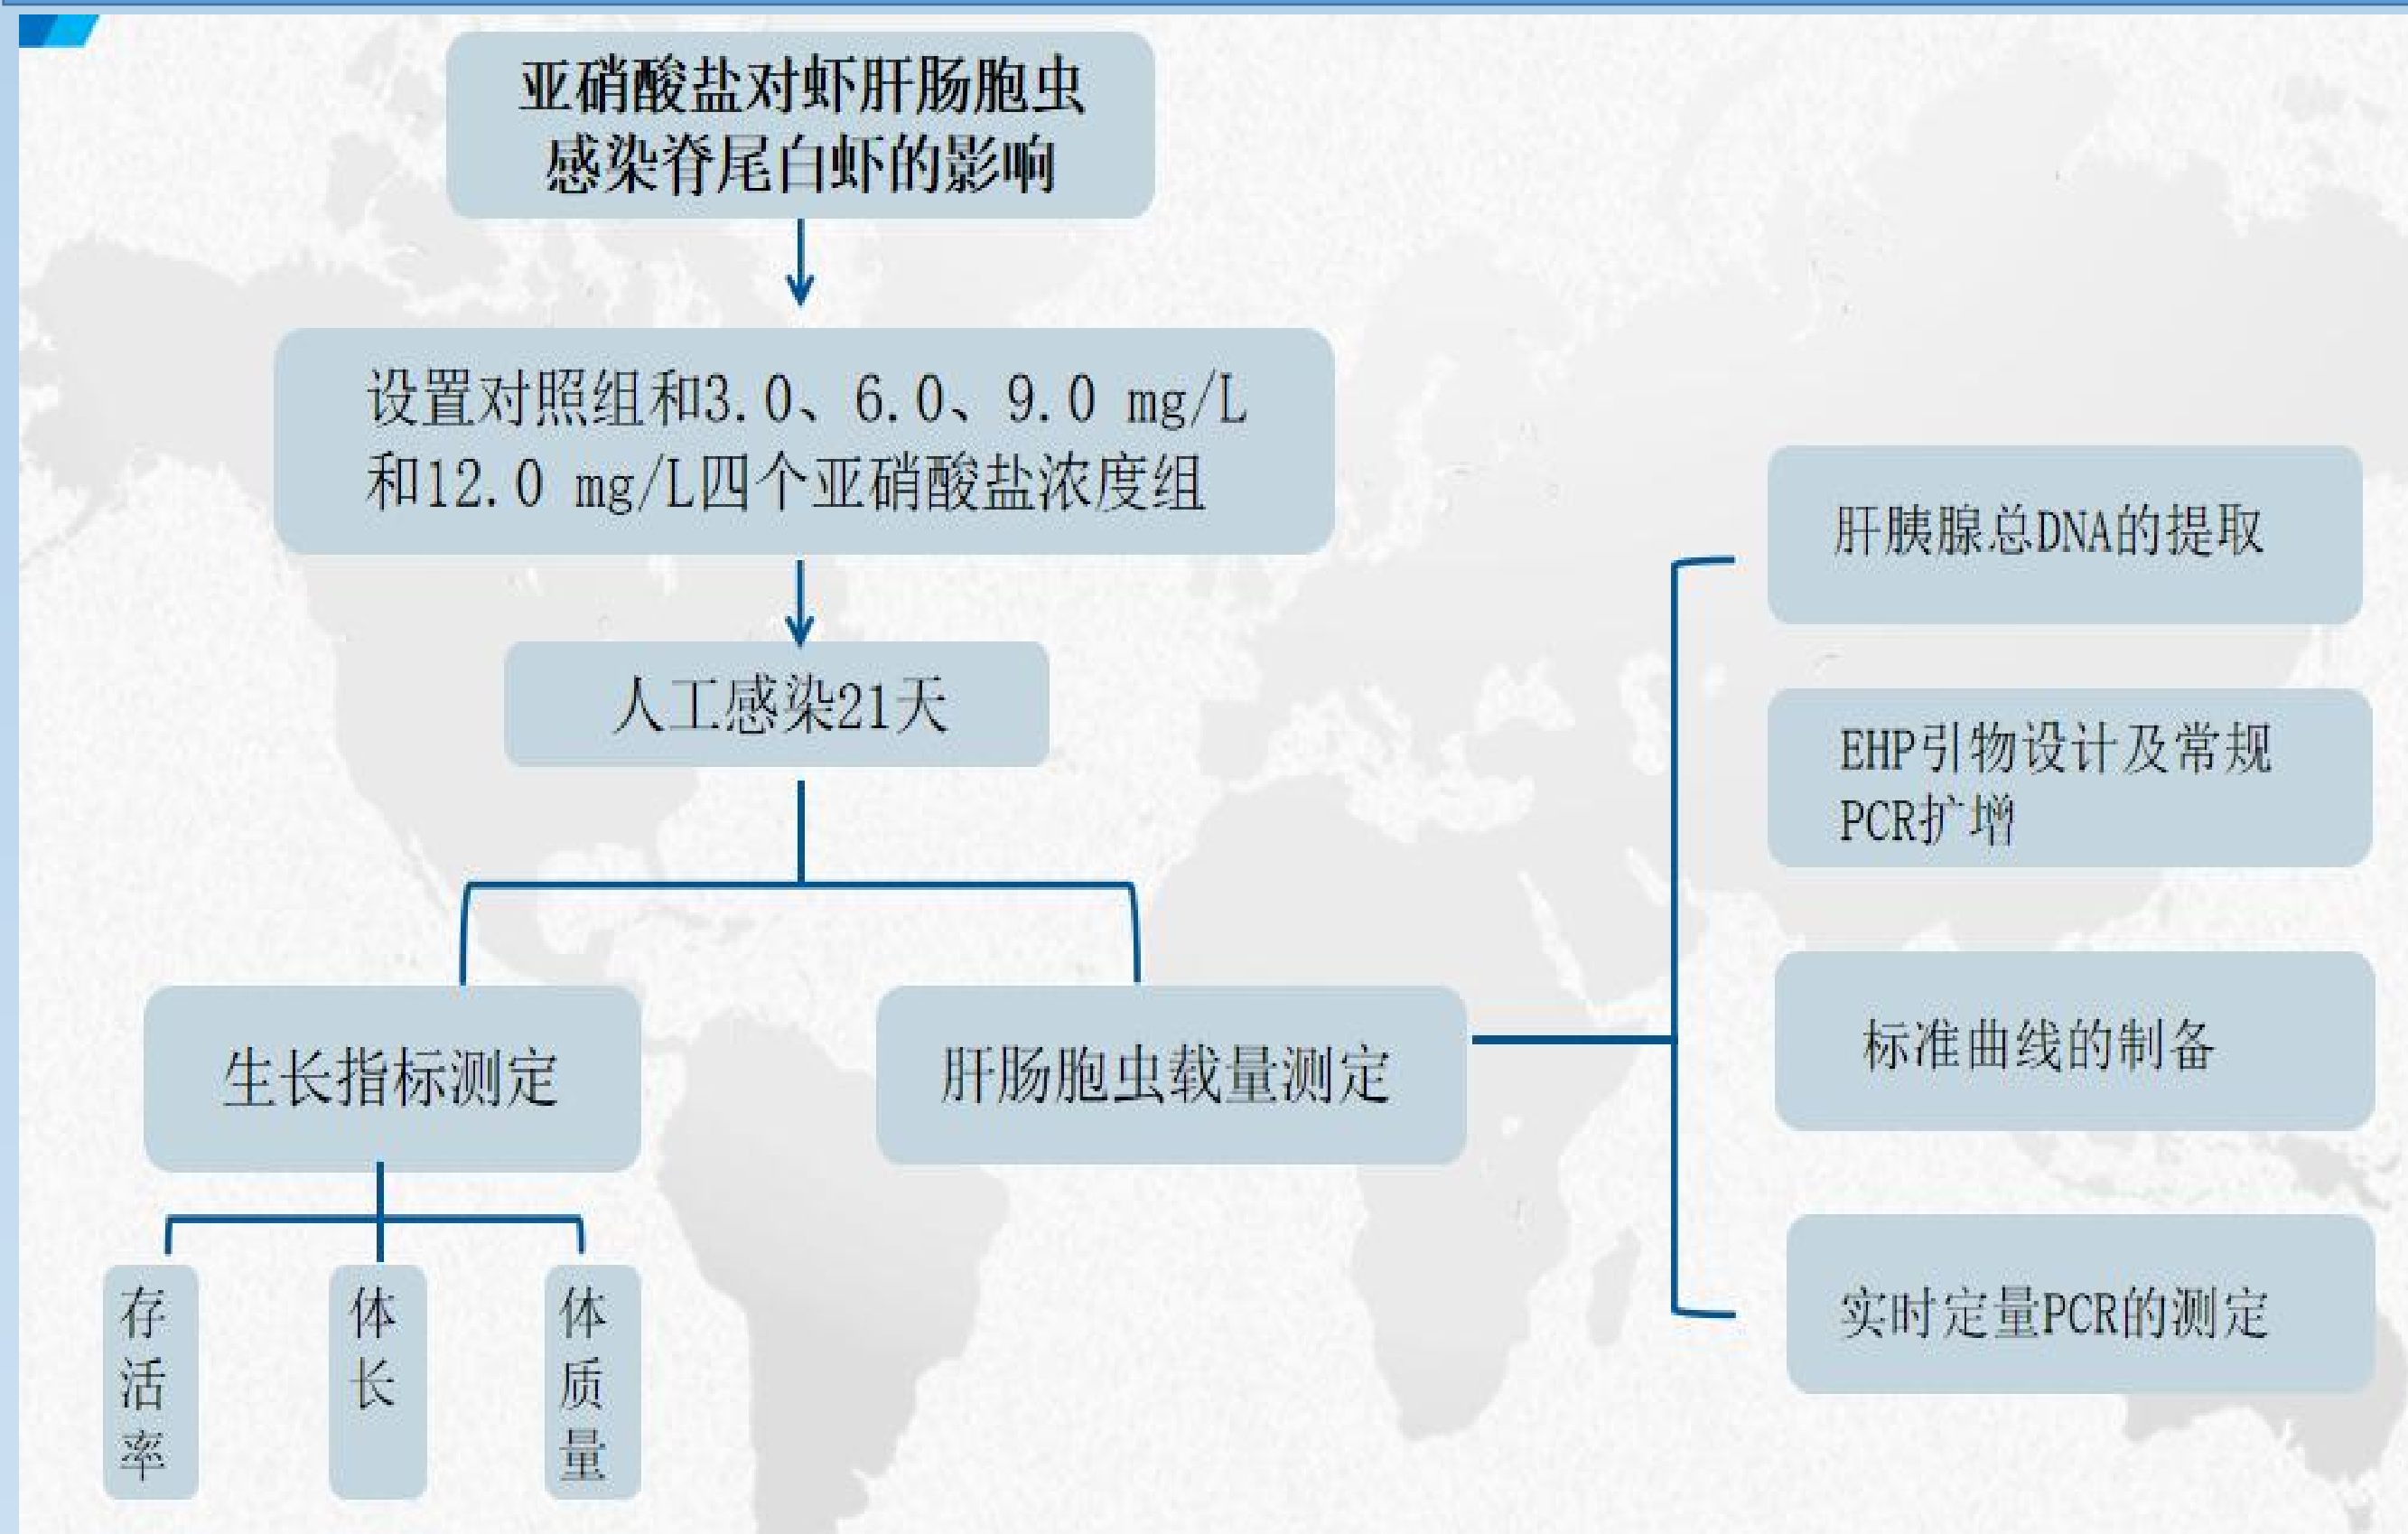 亚硝酸盐对虾肝肠胞虫
感染脊尾白虾的影响
设置对照组和3.0、6.0、9.0 mg/L
和12.0 mg/L四个亚硝酸盐浓度组
人工感染21天
生长指标测定
存活率
体长
体质量
肝肠胞虫载量测定
肝胰腺总DNA的提取
EHP引物设计及常规
PCR扩增
标准曲线的制备
实时定量PCR的测定